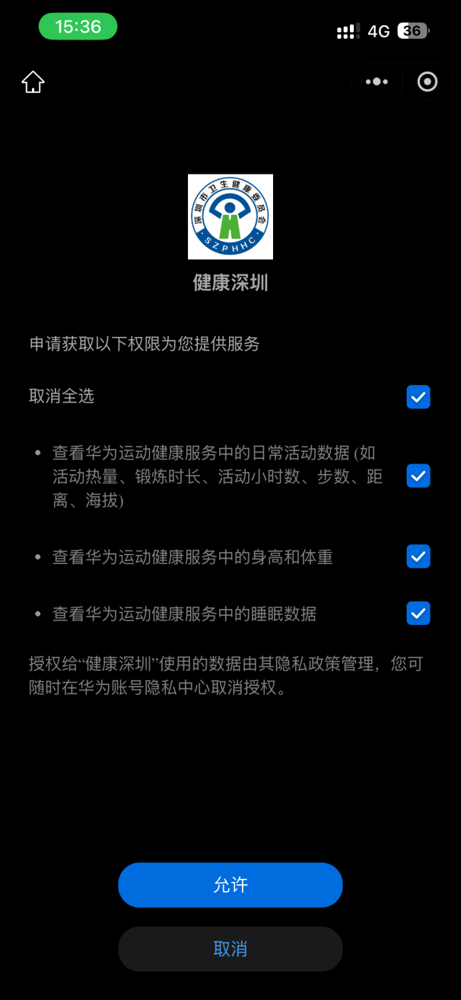 15:36
4G
36
深圳市卫生健康委员会
SZPHHC
健康深圳
申请获取以下权限为您提供服务
取消全选
查看华为运动健康服务中的日常活动数据 (如
活动热量、锻炼时长、活动小时数、步数、距
离、海拔)
查看华为运动健康服务中的身高和体重
查看华为运动健康服务中的睡眠数据
授权给“健康深圳”使用的数据由其隐私政策管理，您可
随时在华为账号隐私中心取消授权。
允许
取消